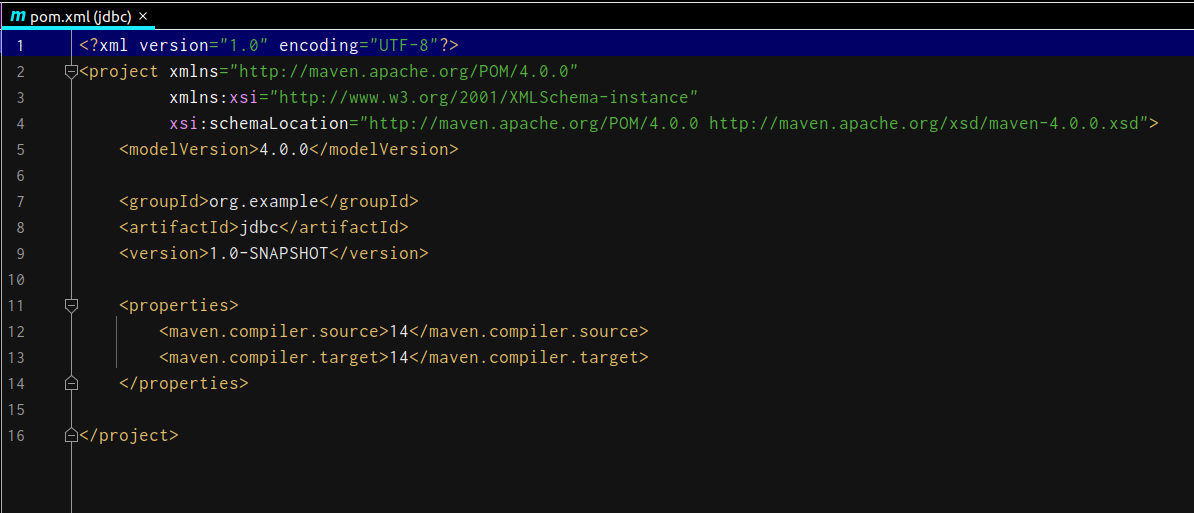 m pom.xml (jdbc) ×
1 <?xml version="1.0" encoding="UTF-8"?>
2 <project xmlns="http://maven.apache.org/POM/4.0.0"
3 xmlns:xsi="http://www.w3.org/2001/XMLSchema-instance"
4 xsi:schemaLocation="http://maven.apache.org/POM/4.0.0 http://maven.apache.org/xsd/maven-4.0.0.xsd">
5 <modelVersion>4.0.0</modelVersion>
6
7 <groupId>org.example</groupId>
8 <artifactId>jdbc</artifactId>
9 <version>1.0-SNAPSHOT</version>
10
11 <properties>
12 <maven.compiler.source>14</maven.compiler.source>
13 <maven.compiler.target>14</maven.compiler.target>
14 </properties>
15
16 </project>